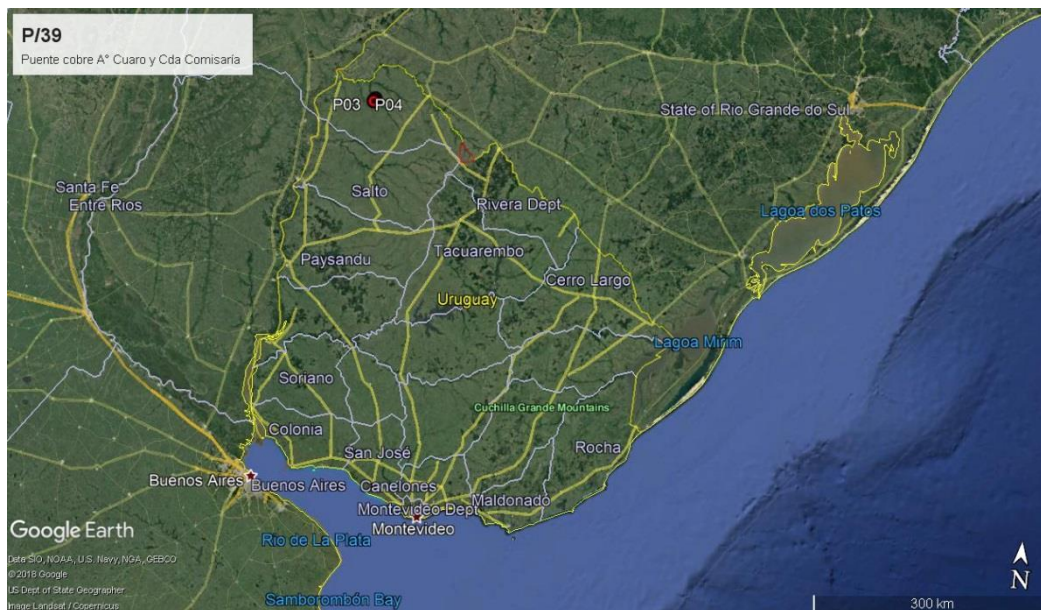 P/39
Puente cobre A° Cuaro y Cda Comisaría
P03 P04
State of Rio Grande do Sul
Santa Fe
Entre Rios
Salto
Rivera Dept
Lagoa dos Patos
Paysandu
Tacuarembo
Cerro Largo
Uruguay
Lagoa Mirim
Soriano
Cuchilla Grande Mountains
Colonia
San José
Rocha
Buenos Aires
Buenos Aires
Canelones
Maldonado
Montevideo Dept
Montevideo
Google Earth
Rio de La Plata
Data SIO, NOAA, U.S. Navy, NGA, GEBCO
©2018 Google
US Dept of State Geographer
Image Landsat / Copernicus
Samborombón Bay
N
300 km